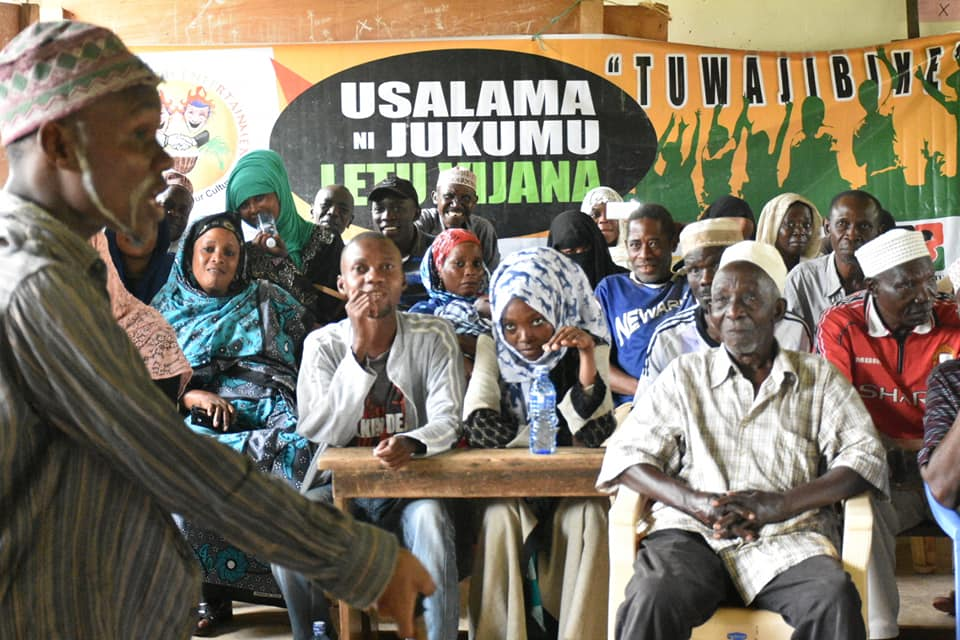 USALAMA
NI JUKUMU
LETU VIJANA
"TUWAJIBIKE
NEWARK
SHARP